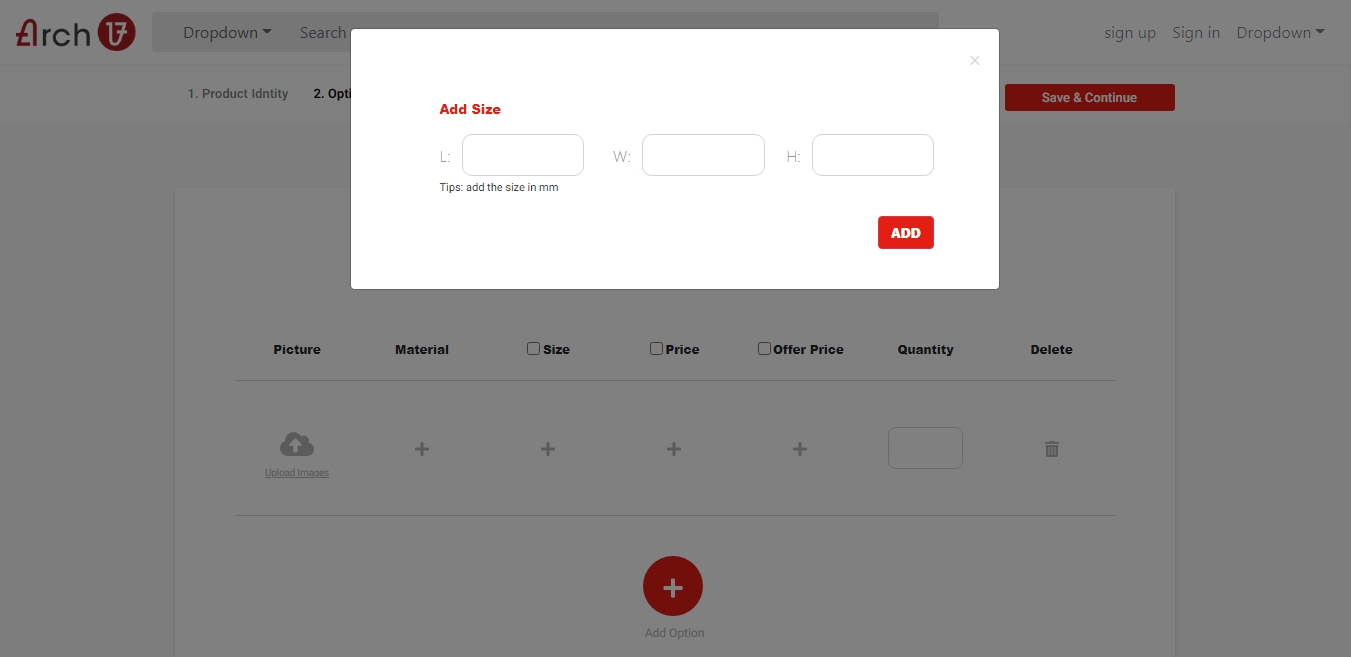 Arch 17
Dropdown
Search
sign up
Sign in
Dropdown
×
1. Product Idntity
2. Opti
Save & Continue
Add Size
L:
W:
H:
Tips: add the size in mm
ADD
Picture
Material
Size
Price
Offer Price
Quantity
Delete
Upload Images
Add Option